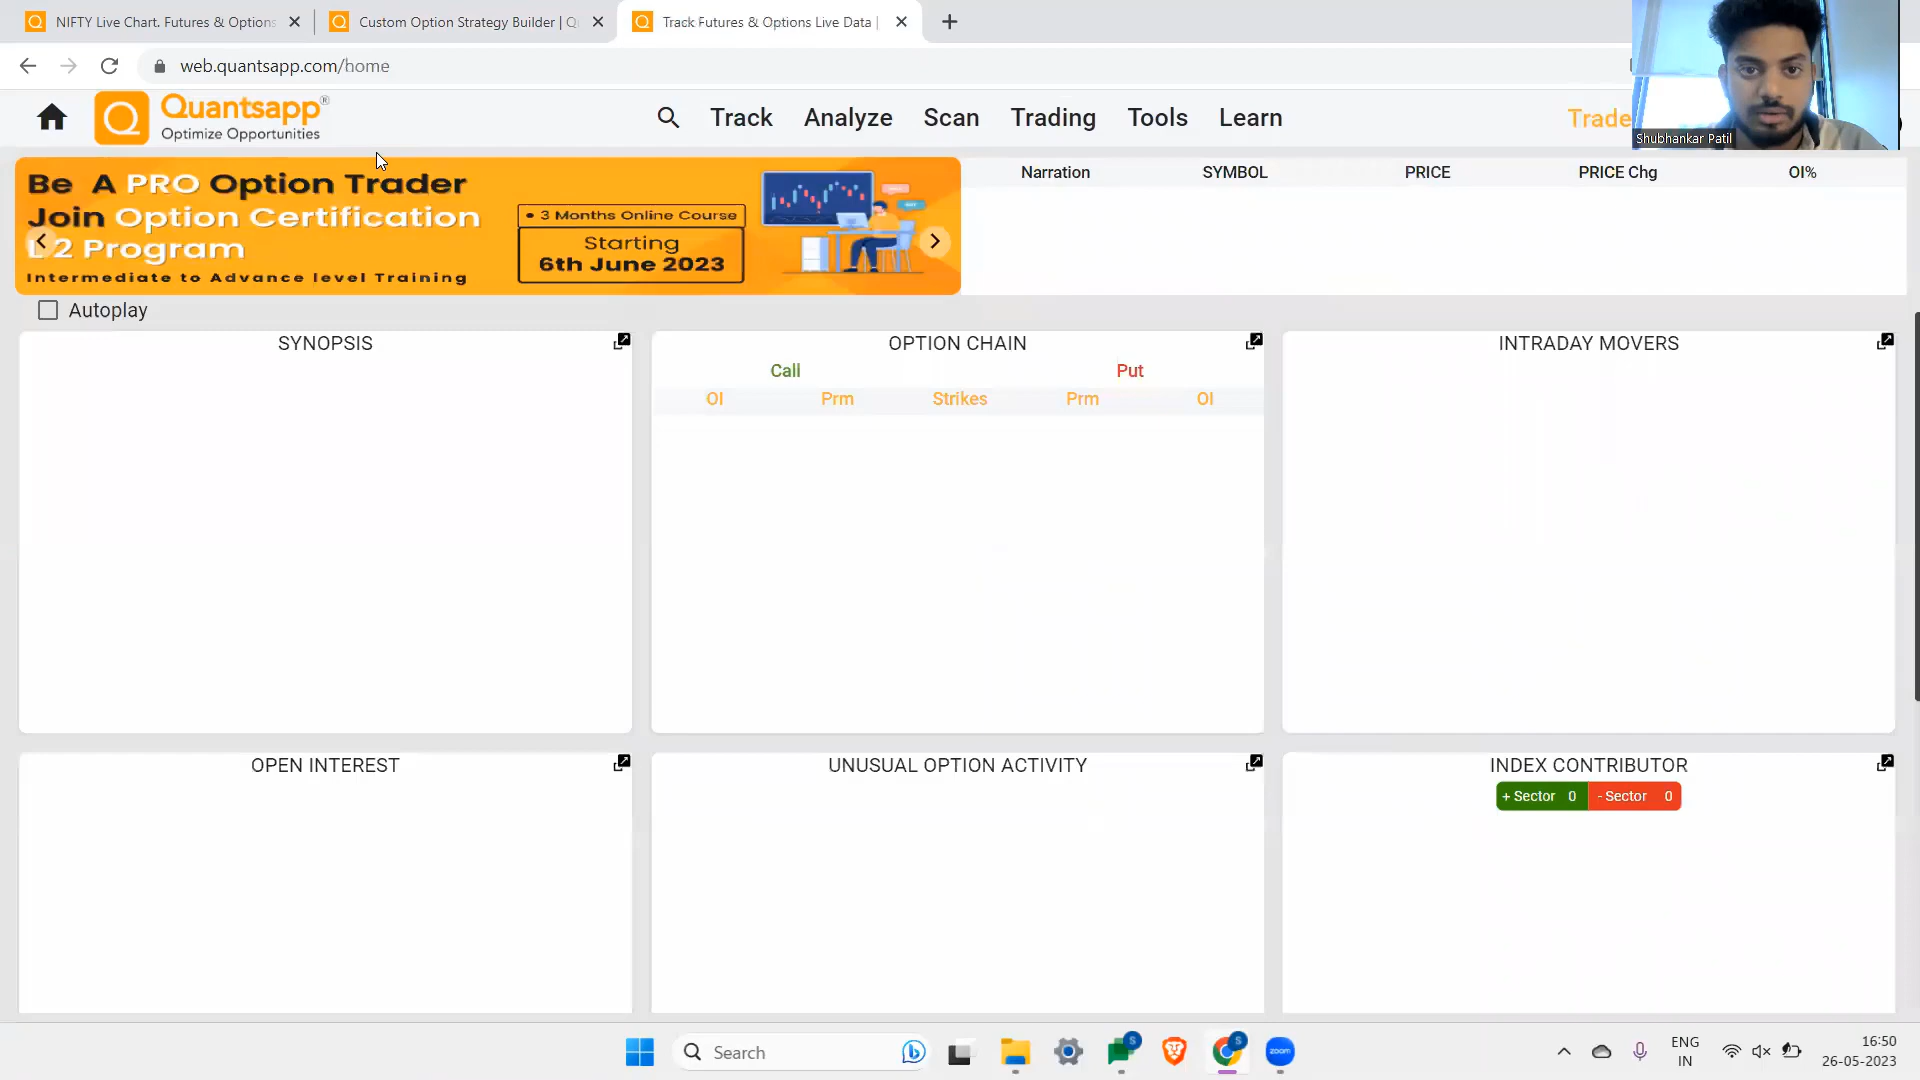 NIFTY Live Chart. Futures & Options
Custom Option Strategy Builder | Q
Track Futures & Options Live Data |
web.quantsapp.com/home
Quantsapp®
Optimize Opportunities
Track
Analyze
Scan
Trading
Tools
Learn
Trade
Shubhankar Patil
Be A PRO Option Trader
Join Option Certification
L2 Program
Intermediate to Advance level Training
• 3 Months Online Course
Starting
6th June 2023
Narration SYMBOL PRICE PRICE Chg OI%
Autoplay
SYNOPSIS
OPTION CHAIN
Call Put
OI Prm Strikes Prm OI
INTRADAY MOVERS
OPEN INTEREST
UNUSUAL OPTION ACTIVITY
INDEX CONTRIBUTOR
+ Sector 0 - Sector 0
Search
zoom
ENG
IN
16:50
26-05-2023